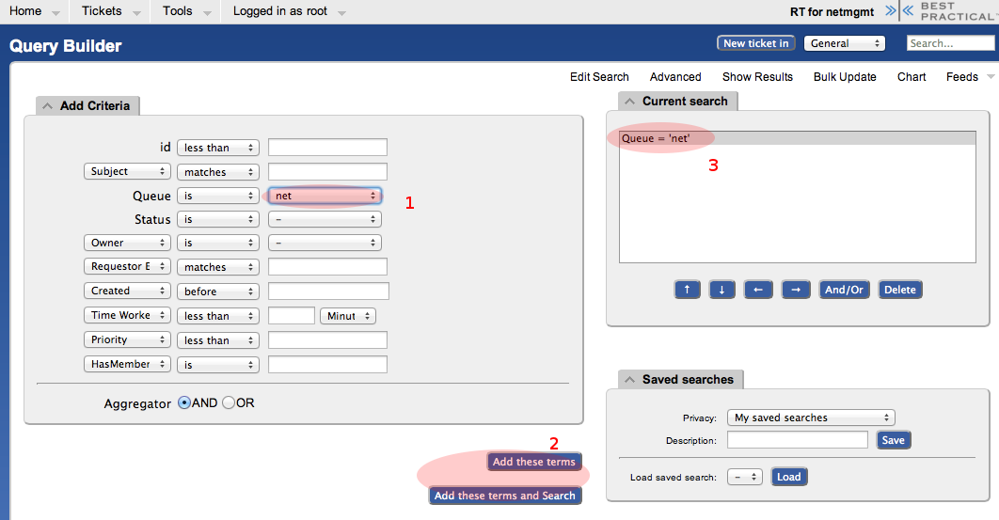 Home Tickets Tools Logged in as root RT for netmgmt BEST PRACTICAL™
Query Builder New ticket in General Search...
Edit Search Advanced Show Results Bulk Update Chart Feeds
Add Criteria
id less than
Subject matches
Queue is net 1
Status is –
Owner is –
Requestor E matches
Created before
Time Worke less than Minut
Priority less than
HasMember is
Aggregator AND OR
2
Add these terms
Add these terms and Search
Current search
Queue = 'net'
3
↑ ↓ ← → And/Or Delete
Saved searches
Privacy: My saved searches
Description: Save
Load saved search: – Load